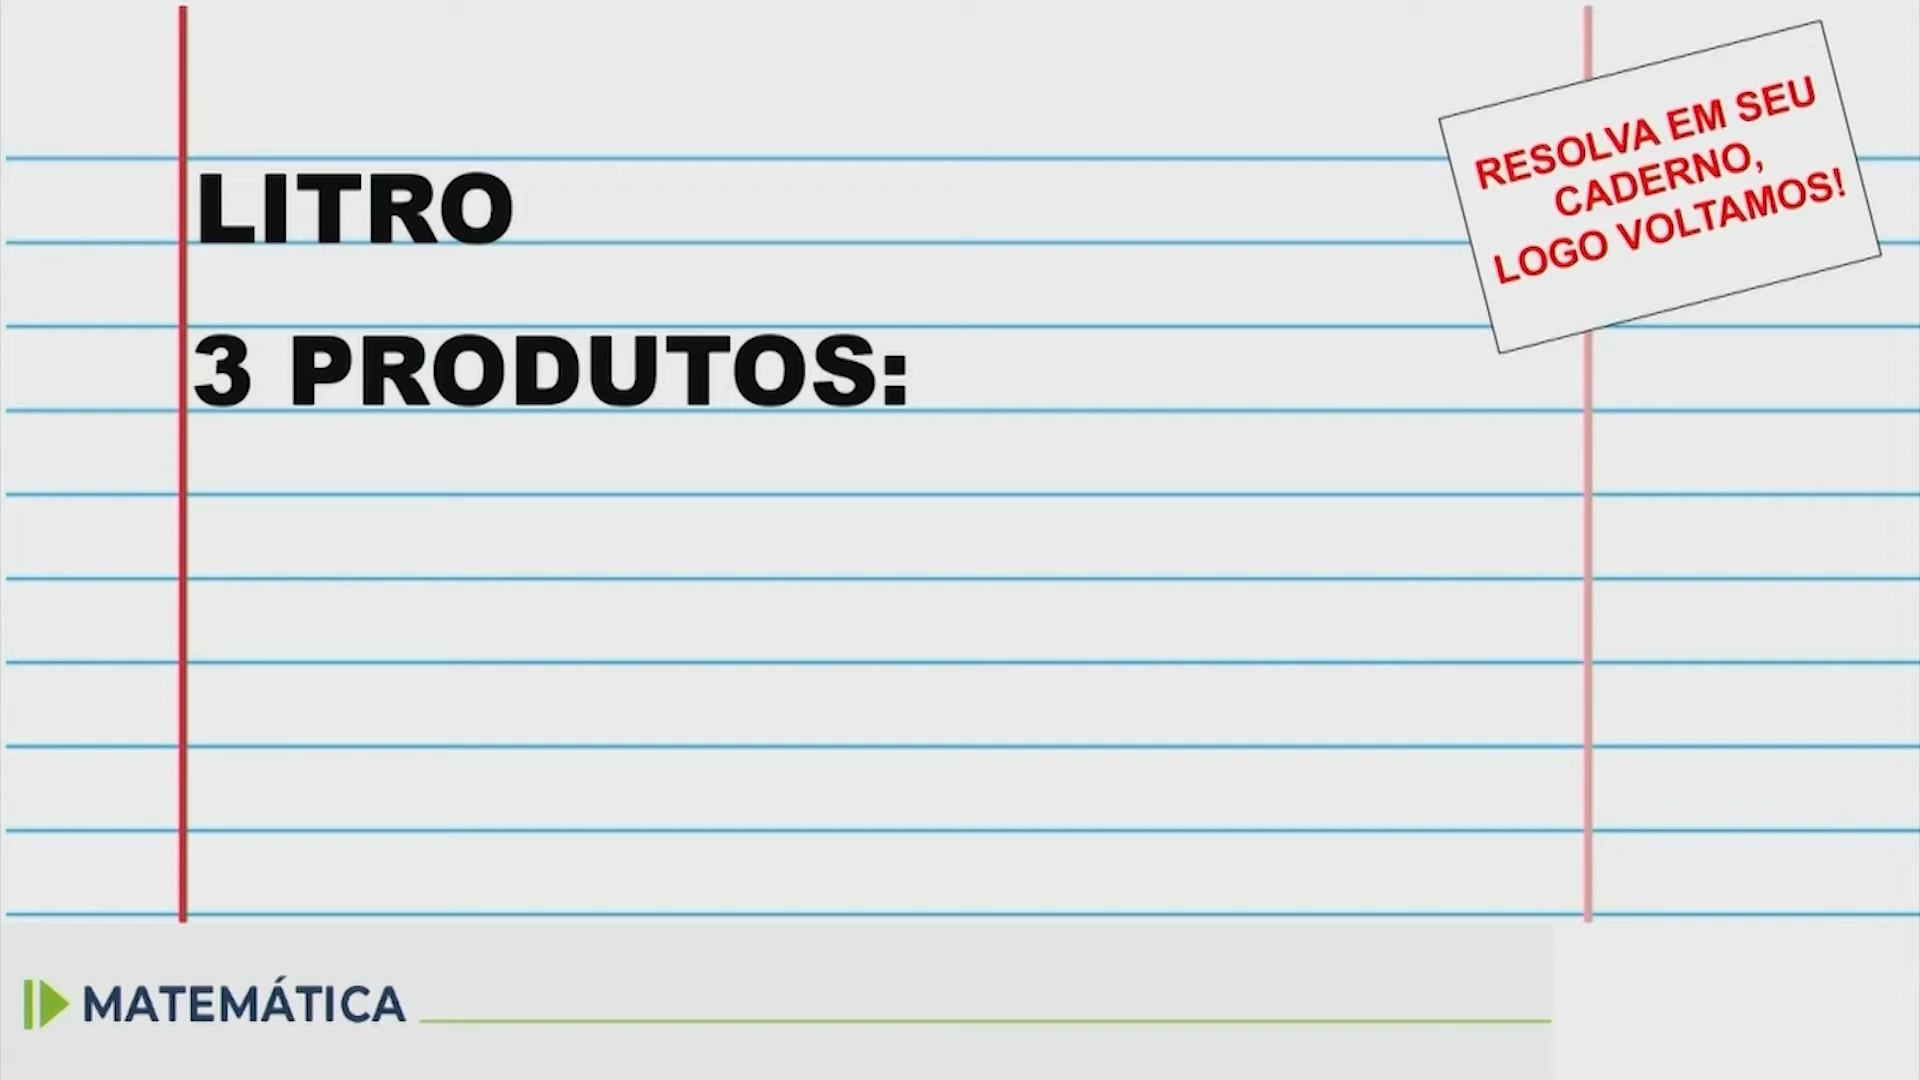 LITRO
3 PRODUTOS:
RESOLVA EM SEU
CADERNO,
LOGO VOLTAMOS!
MATEMÁTICA